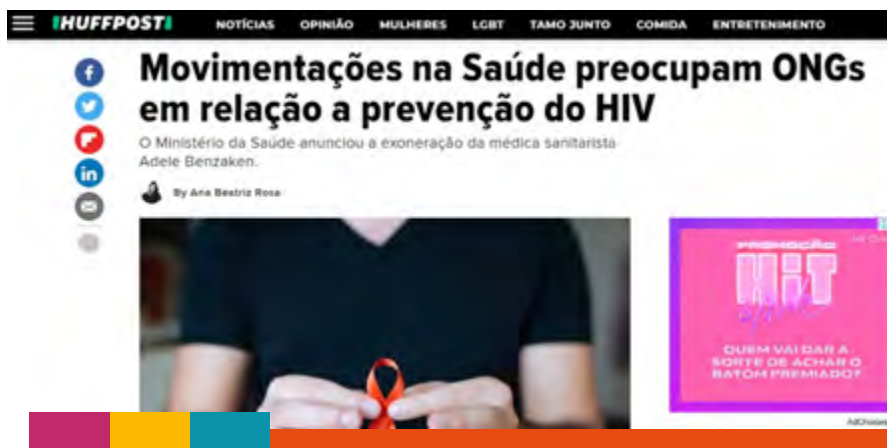 HUFFPOST NOTÍCIAS OPINIÃO MULHERES LGBT TAMO JUNTO COMIDA ENTRETENIMENTO
Movimentações na Saúde preocupam ONGs
em relação a prevenção do HIV
O Ministério da Saúde anunciou a exoneração da médica sanitarista
Adele Benzaken.
By Ana Beatriz Rosa
PROMOÇÃO
HiT
QUEM VAI DAR A
SORTE DE ACHAR O
BATOM PREMIADO?
AdChoices